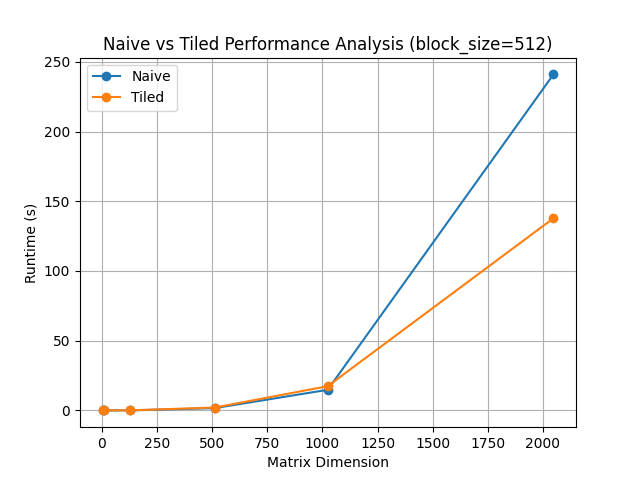 Naive vs Tiled Performance Analysis (block_size=512)
Naive
Tiled
250
200
150
100
50
0
Runtime (s)
0 250 500 750 1000 1250 1500 1750 2000
Matrix Dimension